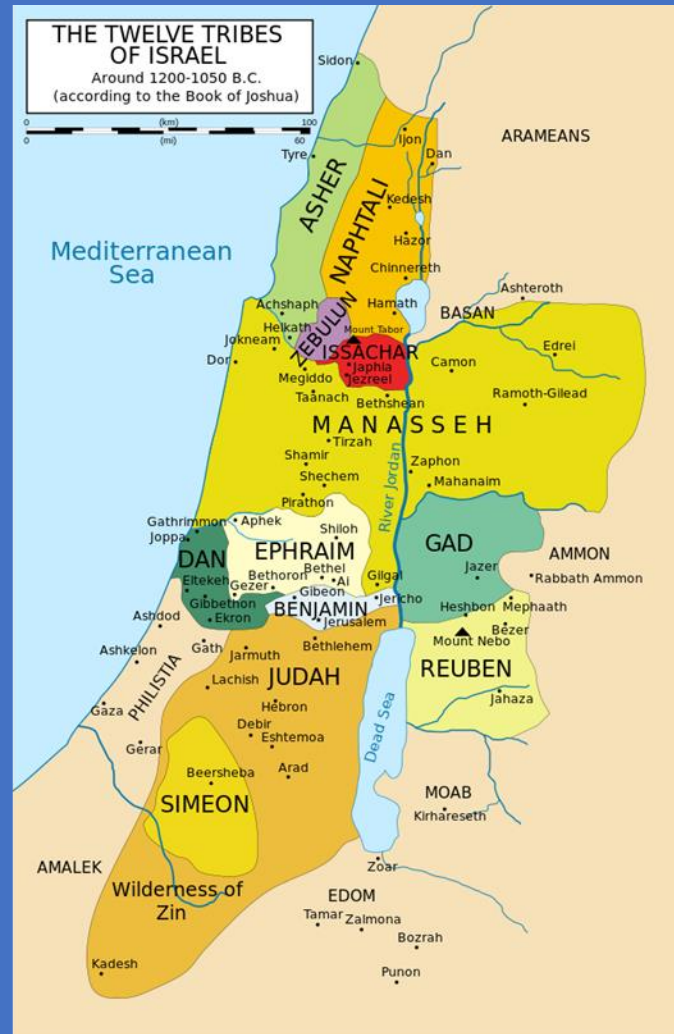 THE TWELVE TRIBES
OF ISRAEL
Around 1200-1050 B.C.
(according to the Book of Joshua)
0 (km) 100
0 (mi) 60
Sidon
Ijon
ARAMEANS
Tyre
Dan
ASHER
NAPHTALI
Kedesh
Hazor
Mediterranean
Sea
Chinnereth
Ashteroth
Achshaph
Hamath
BASAN
Helkath
ZEBULUN
Mount Tabor
Jokneam
ISSACHAR
Edrei
Dor
Japhia
Camon
Megiddo
Jezreel
Taanach
Bethshean
Ramoth-Gilead
MANASSEH
Tirzah
Shamir
Zaphon
Shechem
Mahanaim
Pirathon
River Jordan
Gathrimmon
Aphek
Joppa
Shiloh
DAN
EPHRAIM
GAD
AMMON
Eltekeh
Bethoron
Bethel
Jazer
Rabbath Ammon
Gezer
Ai
Gilgal
Gibbethon
Gibeon
Jericho
Mephaath
BENJAMIN
Heshbon
Ashdod
Ekron
Jerusalem
Bezer
Mount Nebo
Ashkelon
Gath
Bethlehem
Jarmuth
REUBEN
PHILISTIA
JUDAH
Lachish
Jahaza
Gaza
Hebron
Debir
Dead Sea
Gerar
Eshtemoa
Beersheba
Arad
MOAB
SIMEON
Kirhareseth
AMALEK
Zoar
Wilderness of
Zin
EDOM
Tamar
Zalmona
Bozrah
Kadesh
Punon